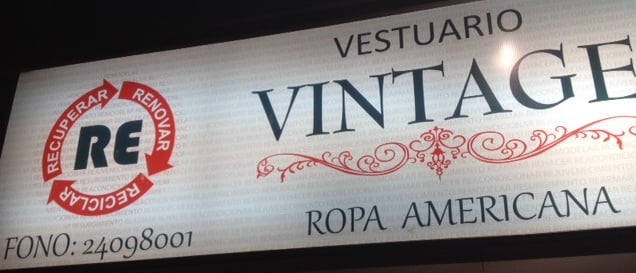 VESTUARIO
VINTAGE
ROPA AMERICANA
RECUPERAR
RENOVAR
RECICLAR
RE
FONO: 24098001